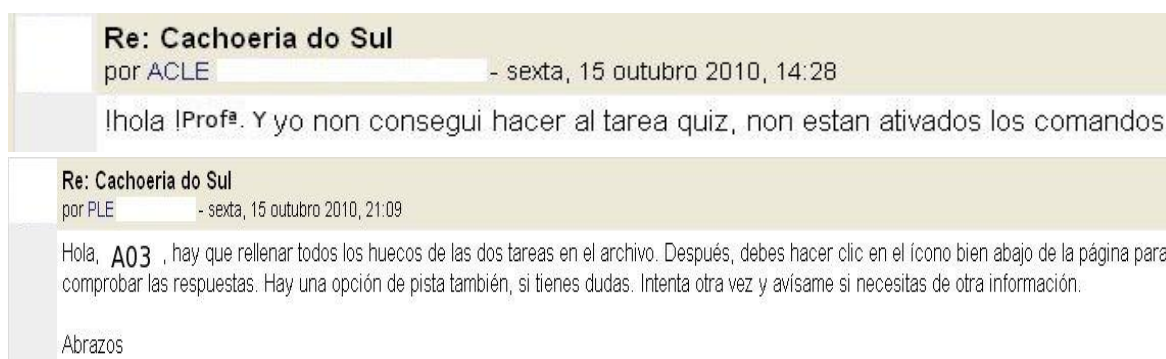 Re: Cachoeria do Sul
por ACLE - sexta, 15 outubro 2010, 14:28
!hola !Profª. Y yo non consegui hacer al tarea quiz, non estan ativados los comandos
Re: Cachoeria do Sul
por PLE - sexta, 15 outubro 2010, 21:09
Hola, A03 , hay que rellenar todos los huecos de las dos tareas en el archivo. Después, debes hacer clic en el ícono bien abajo de la página para
comprobar las respuestas. Hay una opción de pista también, si tienes dudas. Intenta otra vez y avísame si necesitas de otra información.
Abrazos